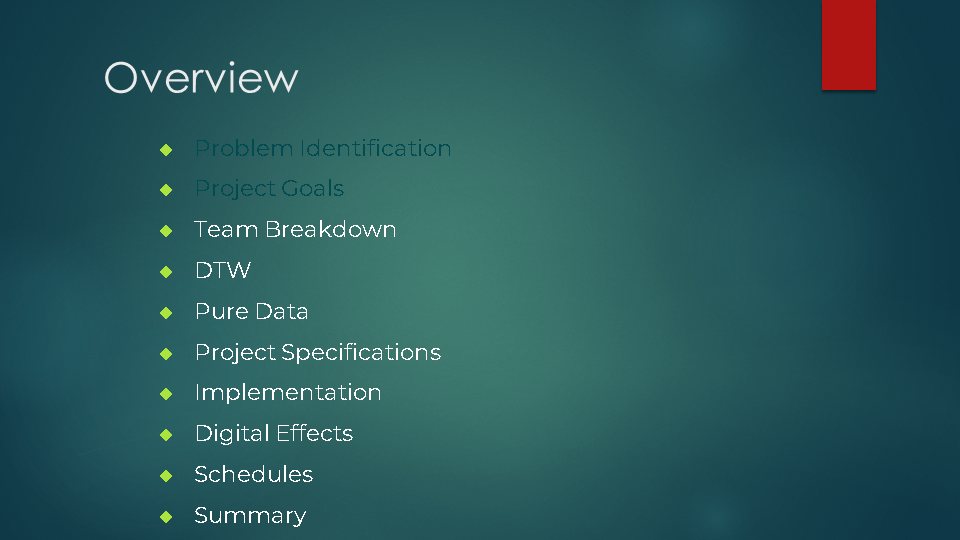 Overview
Problem Identification
Project Goals
Team Breakdown
DTW
Pure Data
Project Specifications
Implementation
Digital Effects
Schedules
Summary